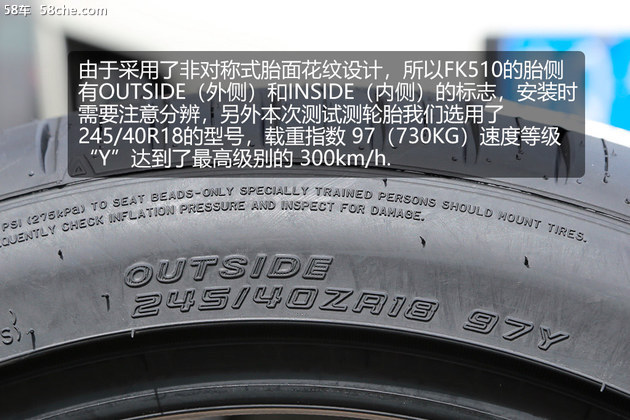 58车 58che.com
由于采用了非对称式胎面花纹设计，所以FK510的胎侧
有OUTSIDE（外侧）和INSIDE（内侧）的标志，安装时
需要注意分辨，另外本次测试测轮胎我们选用了
245/40R18的型号，载重指数 97（730KG）速度等级
“Y”达到了最高级别的 300km/h.
PSI (275kPa) TO SEAT BEADS-ONLY SPECIALLY TRAINED PERSONS SHOULD MOUNT TIRES.
QUENTLY CHECK INFLATION PRESSURE AND INSPECT FOR DAMAGE.
OUTSIDE
245/40ZR18 97Y
S)